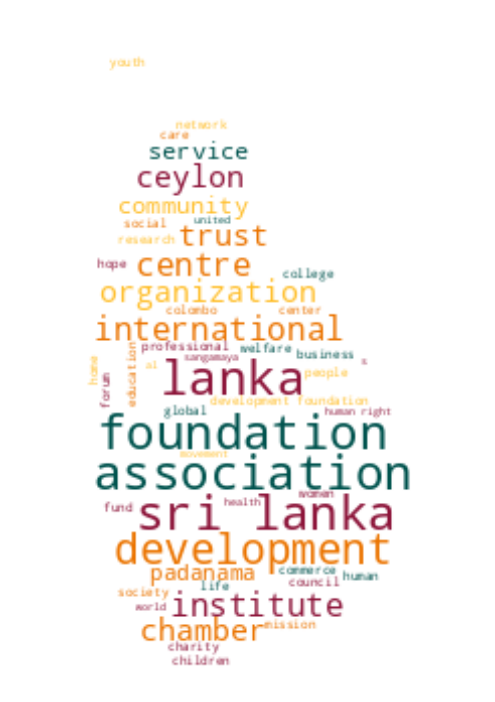 youth
network
care
service
ceylon
community
social united
research trust
hope centre
college
organization
colombo center
international
professional welfare
sangamaya business s
home forum education al lanka people
development foundation
global human right
foundation
movement
association
women
fund sri lanka health
development
padanama commerce
council human
life
society
world institute
chamber mission
charity
children